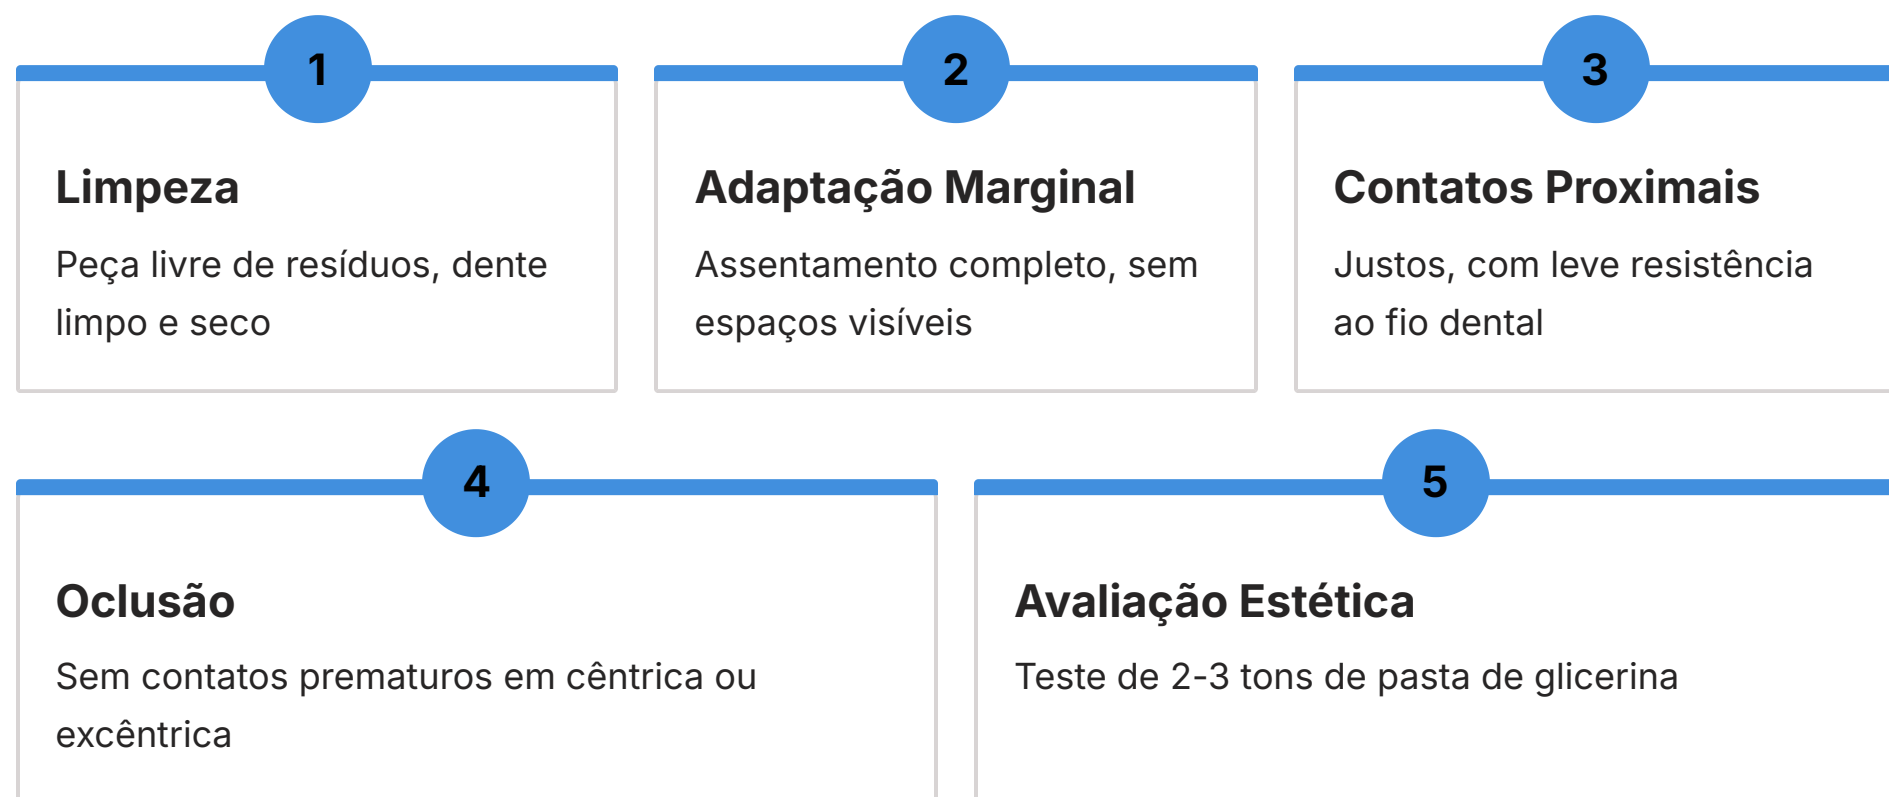 1
Limpeza
Peça livre de resíduos, dente
limpo e seco
2
Adaptação Marginal
Assentamento completo, sem
espaços visíveis
3
Contatos Proximais
Justos, com leve resistência
ao fio dental
4
Oclusão
Sem contatos prematuros em cêntrica ou
excêntrica
5
Avaliação Estética
Teste de 2-3 tons de pasta de glicerina